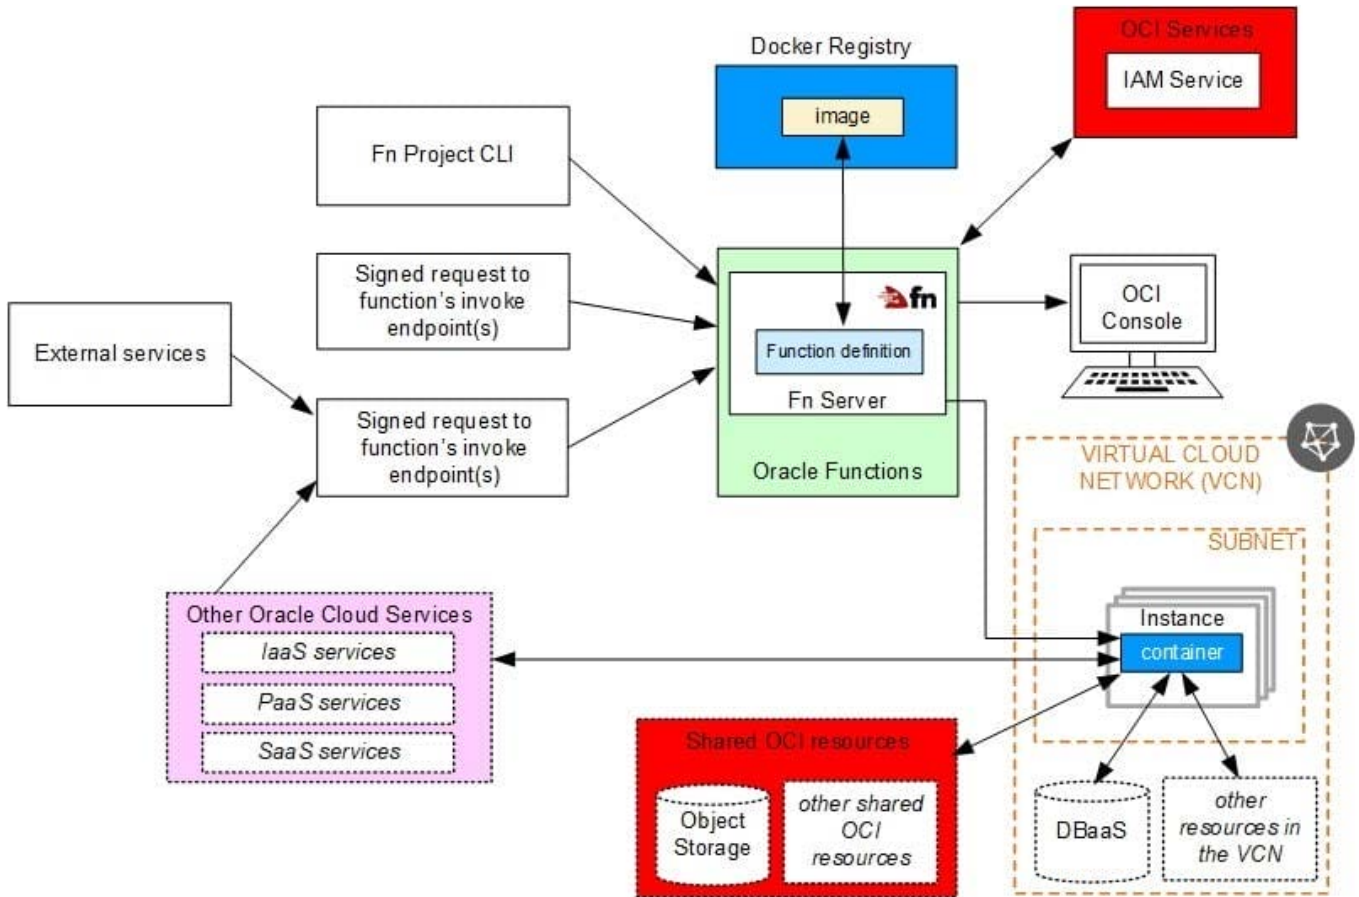 Docker Registry
image
OCI Services
IAM Service
Fn Project CLI
Signed request to
function's invoke
endpoint(s)
External services
Signed request to
function's invoke
endpoint(s)
fn
Function definition
Fn Server
Oracle Functions
OCI
Console
VIRTUAL CLOUD
NETWORK (VCN)
SUBNET
Instance
container
Other Oracle Cloud Services
IaaS services
PaaS services
SaaS services
Shared OCI resources
Object
Storage
other shared
OCI
resources
DBaaS
other
resources in
the VCN